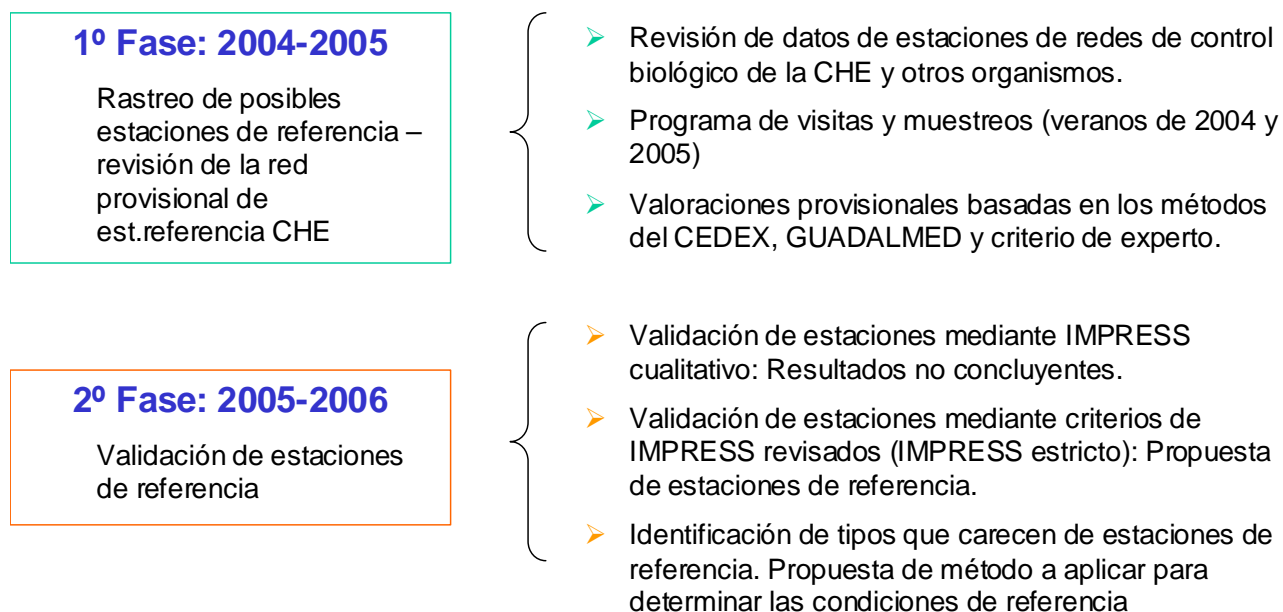 1º Fase: 2004-2005
Rastreo de posibles
estaciones de referencia –
revisión de la red
provisional de
est.referencia CHE
Revisión de datos de estaciones de redes de control
biológico de la CHE y otros organismos.
Programa de visitas y muestreos (veranos de 2004 y
2005)
Valoraciones provisionales basadas en los métodos
del CEDEX, GUADALMED y criterio de experto.
2º Fase: 2005-2006
Validación de estaciones
de referencia
Validación de estaciones mediante IMPRESS
cualitativo: Resultados no concluyentes.
Validación de estaciones mediante criterios de
IMPRESS revisados (IMPRESS estricto): Propuesta
de estaciones de referencia.
Identificación de tipos que carecen de estaciones de
referencia. Propuesta de método a aplicar para
determinar las condiciones de referencia